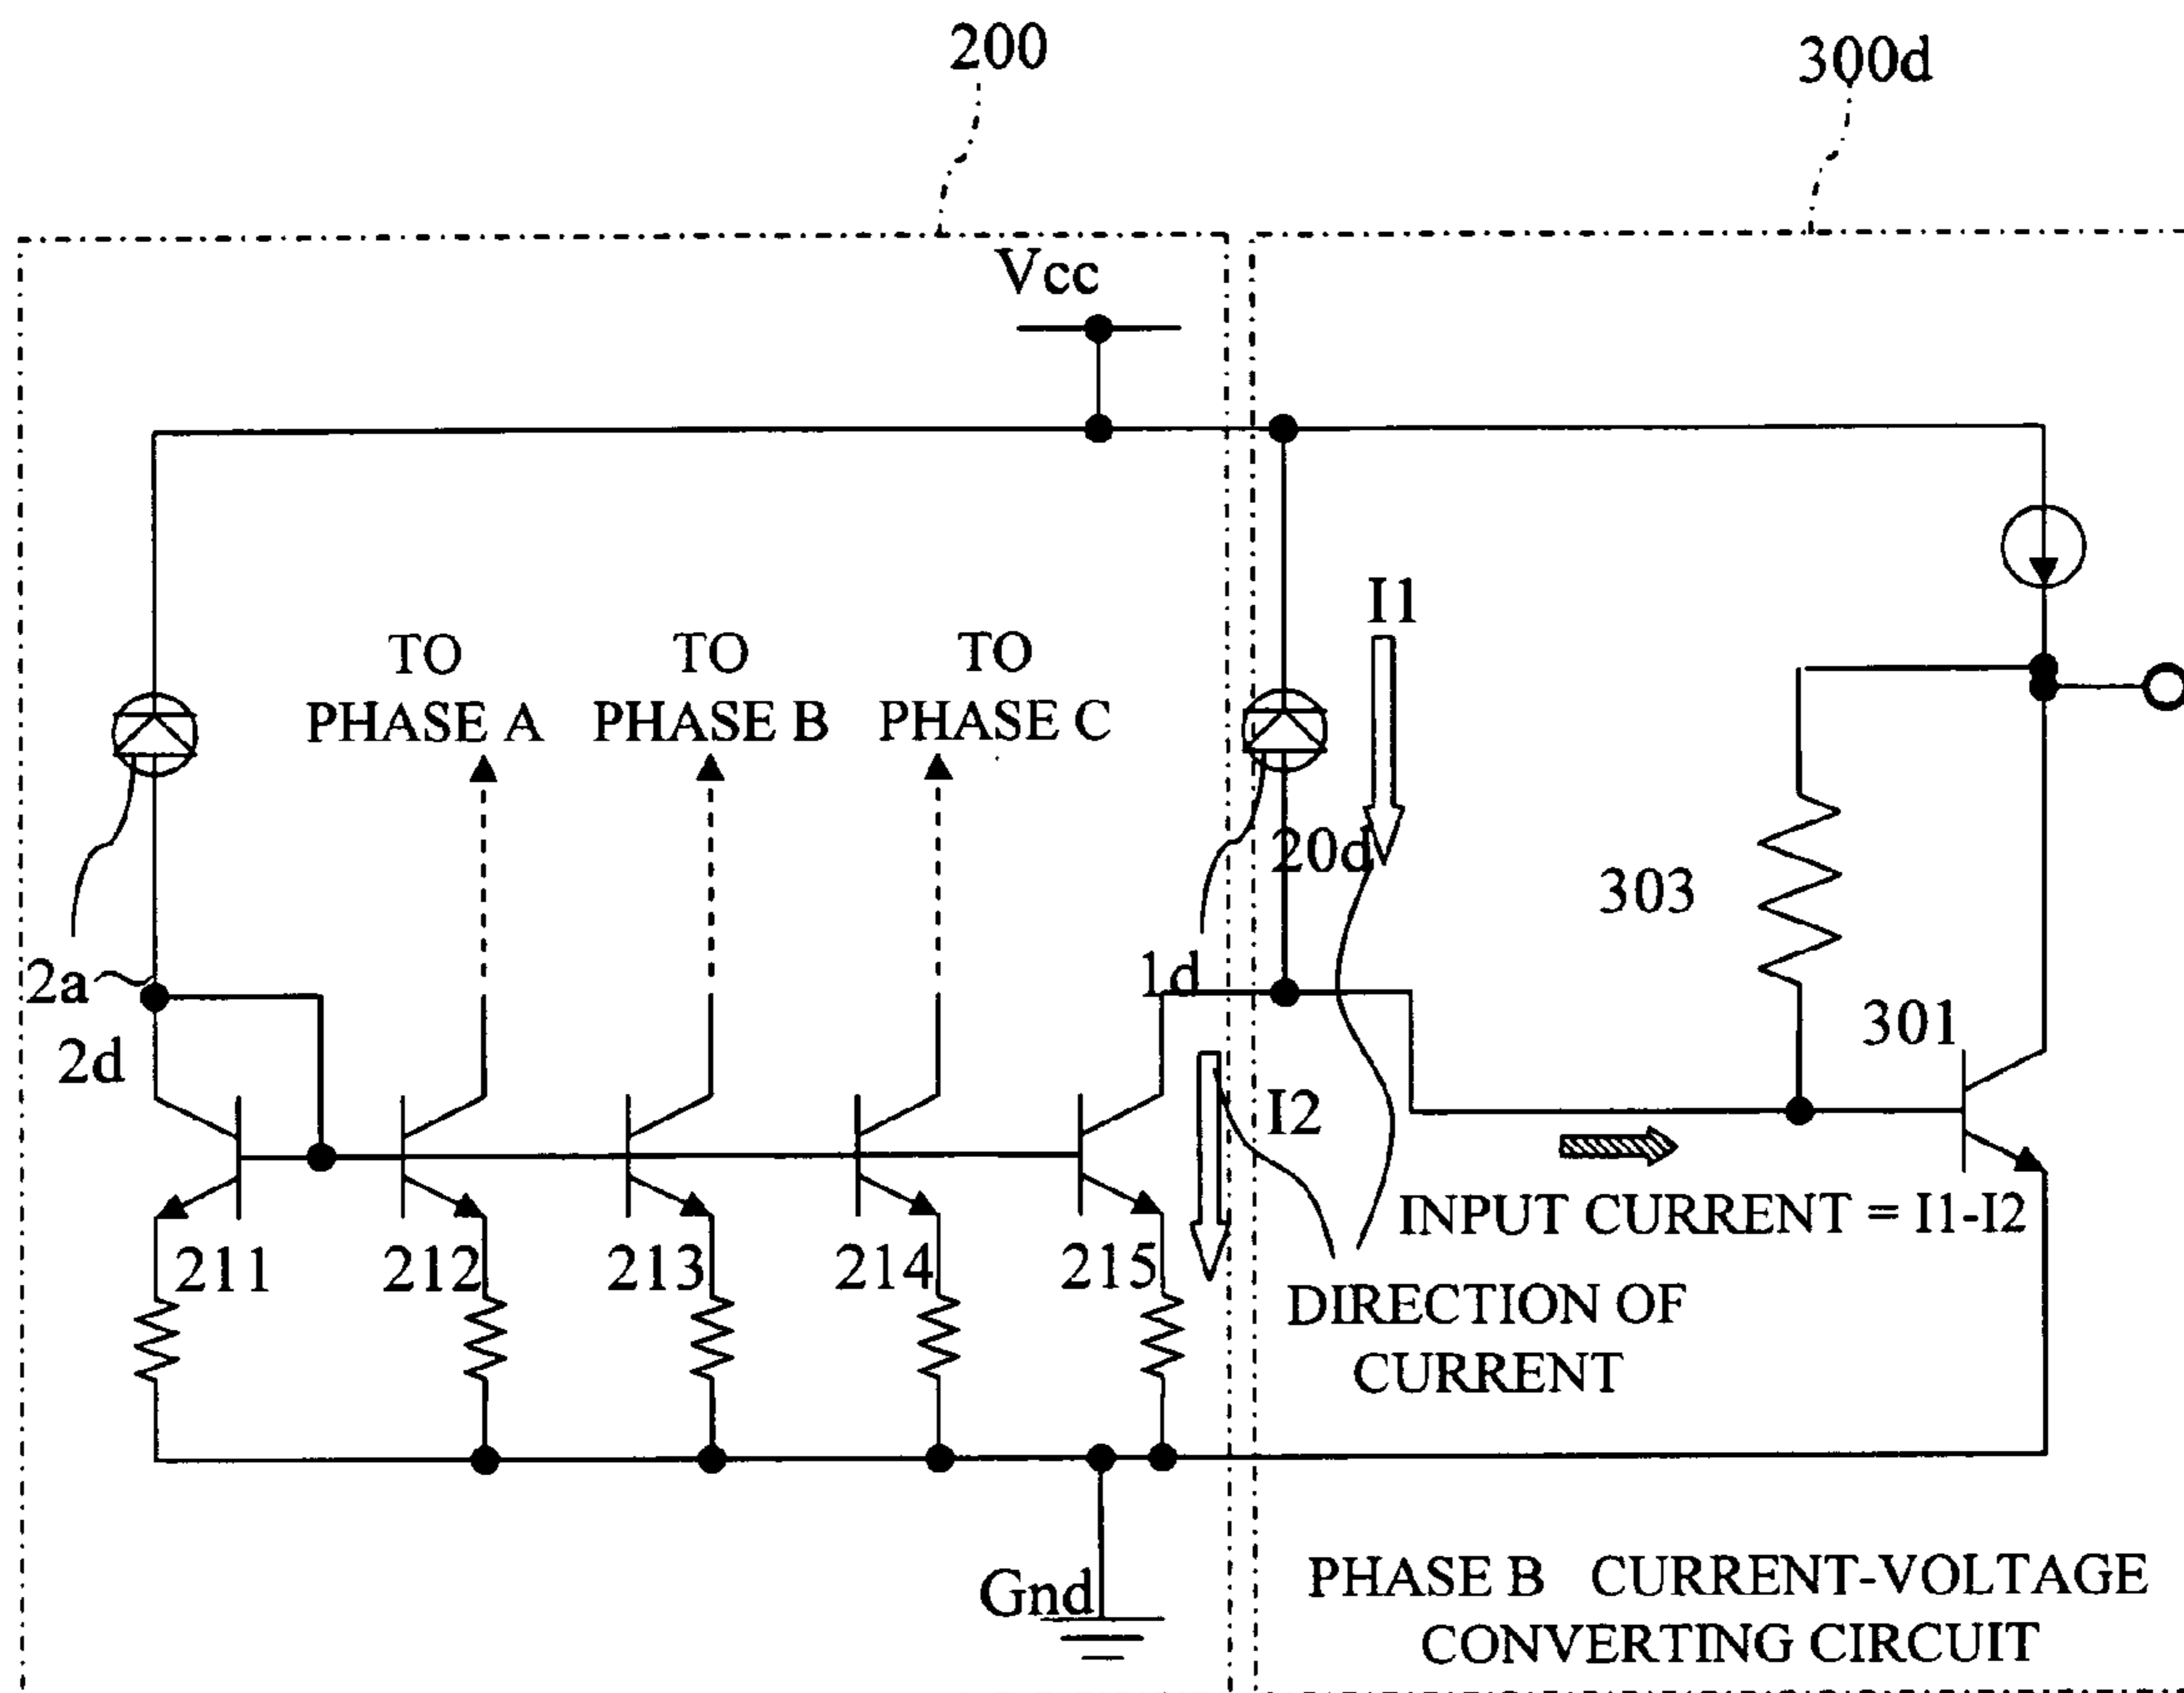 200
300d
Vcc
I1
TO
PHASE A
TO
PHASE B
TO
PHASE C
20d
303
2a
1d
301
2d
I2
INPUT CURRENT = I1-I2
211
212
213
214
215
DIRECTION OF
CURRENT
Gnd
PHASE B CURRENT-VOLTAGE
CONVERTING CIRCUIT